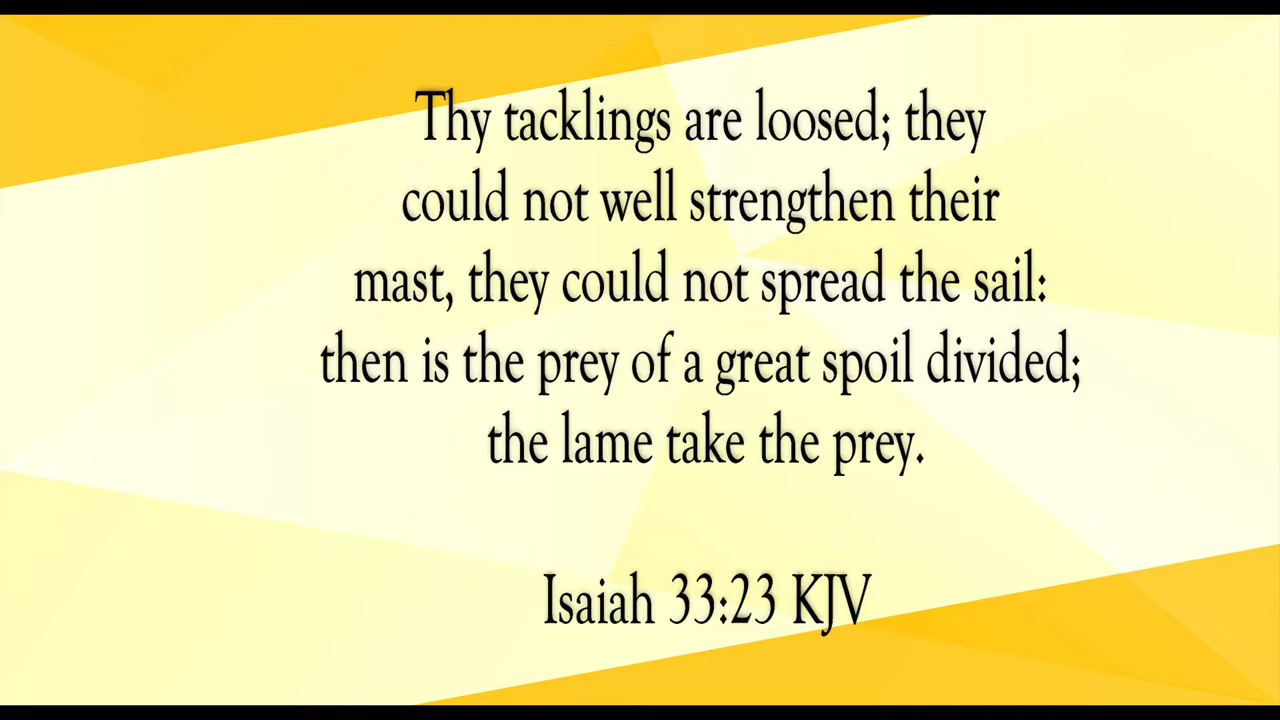 Thy tacklings are loosed; they
could not well strengthen their
mast, they could not spread the sail:
then is the prey of a great spoil divided;
the lame take the prey.
Isaiah 33:23 KJV